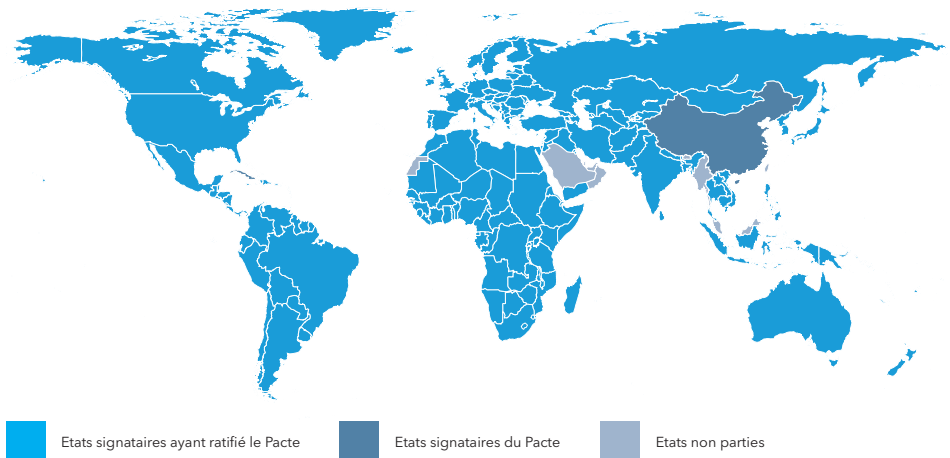 Etats signataires ayant ratifié le Pacte
Etats signataires du Pacte
Etats non parties